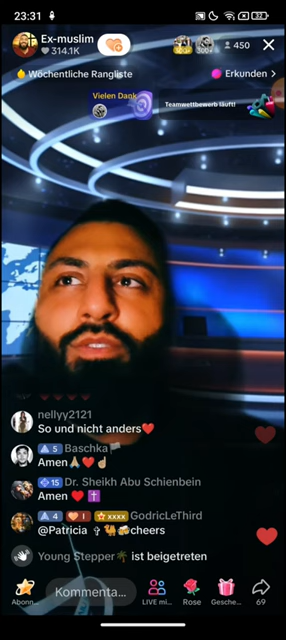 23:31
32
Ex-muslim
314.1K
450
Wöchentliche Rangliste
Erkunden
Vielen Dank
Teamwettbewerb läuft!
nellyy2121
So und nicht anders❤️
5 Baschka
Amen🙏🏼❤️☝🏼
15 Dr. Sheikh Abu Schienbein
Amen ♥️ ✝️
4 I xxxx GodricLeThird
@Patricia ✞ 🐪🍻cheers
Young Stepper🌴 ist beigetreten
Abonn...
Kommenta...
LIVE mi...
Rose
Gesche...
69